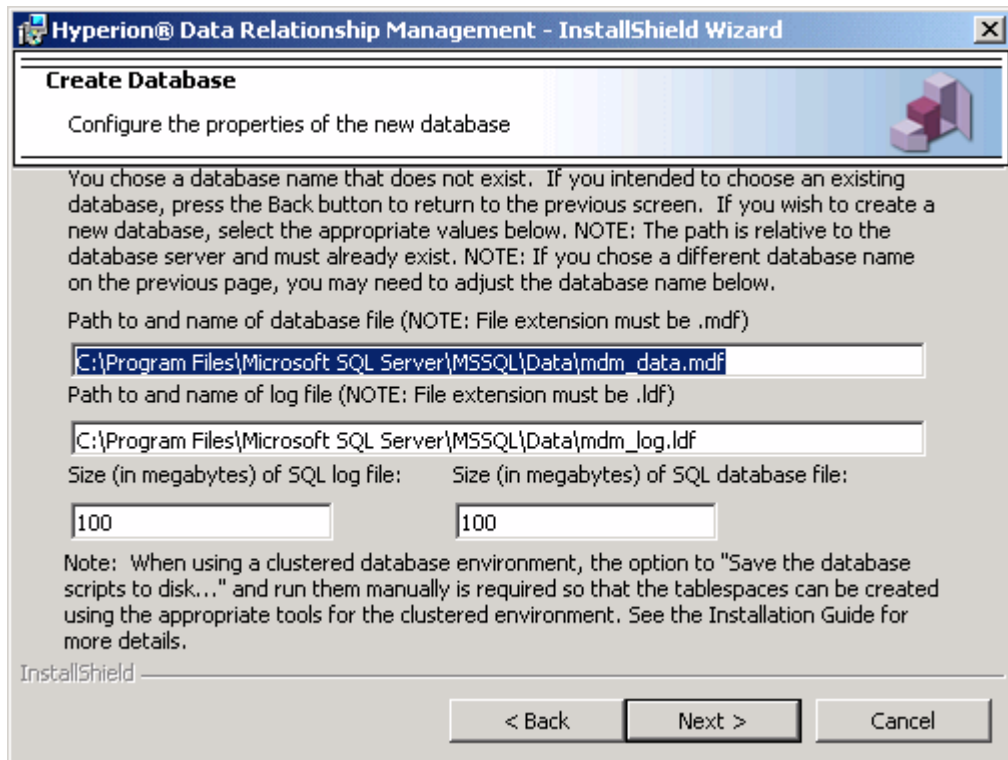 Hyperion® Data Relationship Management - InstallShield Wizard
Create Database
Configure the properties of the new database
You chose a database name that does not exist.  If you intended to choose an existing
database, press the Back button to return to the previous screen.  If you wish to create a
new database, select the appropriate values below. NOTE: The path is relative to the
database server and must already exist. NOTE: If you chose a different database name
on the previous page, you may need to adjust the database name below.
Path to and name of database file (NOTE: File extension must be .mdf)
C:\Program Files\Microsoft SQL Server\MSSQL\Data\mdm_data.mdf
Path to and name of log file (NOTE: File extension must be .ldf)
C:\Program Files\Microsoft SQL Server\MSSQL\Data\mdm_log.ldf
Size (in megabytes) of SQL log file: Size (in megabytes) of SQL database file:
100 100
Note:  When using a clustered database environment, the option to "Save the database
scripts to disk..." and run them manually is required so that the tablespaces can be created
using the appropriate tools for the clustered environment. See the Installation Guide for
more details.
InstallShield
< Back Next > Cancel